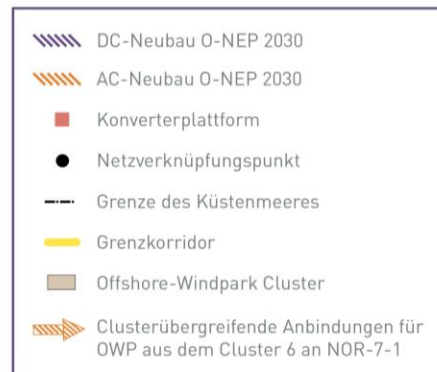 DC-Neubau O-NEP 2030
AC-Neubau O-NEP 2030
Konverterplattform
Netzverknüpfungspunkt
Grenze des Küstenmeeres
Grenzkorridor
Offshore-Windpark Cluster
Clusterübergreifende Anbindungen für
OWP aus dem Cluster 6 an NOR-7-1